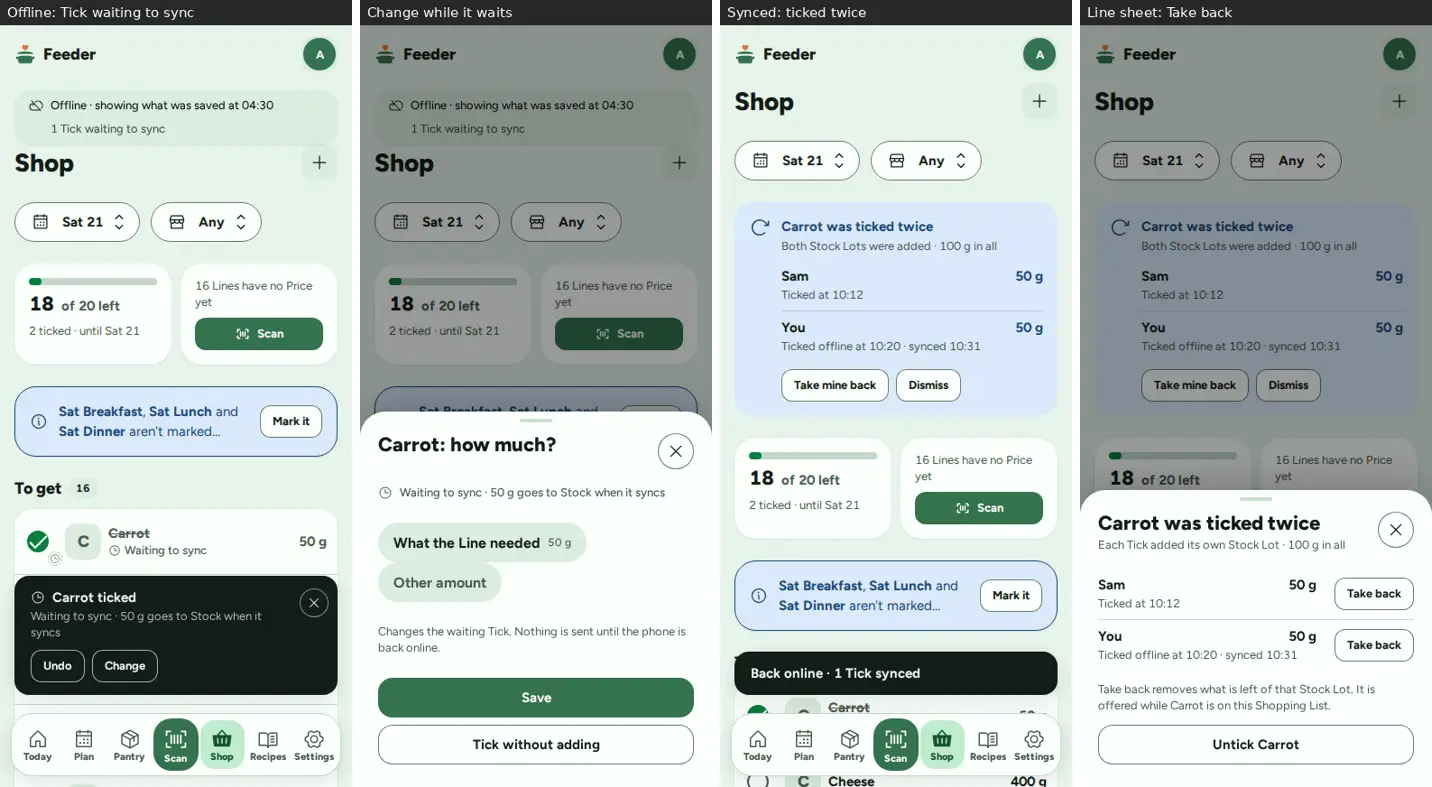 Offline: Tick waiting to sync
Feeder
A
Offline · showing what was saved at 04:30
1 Tick waiting to sync
Shop
Sat 21
Any
18 of 20 left
2 ticked · until Sat 21
16 Lines have no Price
yet
Scan
Sat Breakfast, Sat Lunch and
Sat Dinner aren't marked...
Mark it
To get 16
C
Carrot
Waiting to sync
50 g
Carrot ticked
Waiting to sync · 50 g goes to Stock when it
syncs
Undo
Change
Today
Plan
Pantry
Scan
Shop
Recipes
Settings
Change while it waits
Feeder
A
Offline · showing what was saved at 04:30
1 Tick waiting to sync
Shop
Sat 21
Any
18 of 20 left
2 ticked · until Sat 21
16 Lines have no Price
yet
Scan
Sat Breakfast, Sat Lunch and
Carrot: how much?
Waiting to sync · 50 g goes to Stock when it syncs
What the Line needed 50 g
Other amount
Changes the waiting Tick. Nothing is sent until the phone is
back online.
Save
Tick without adding
Synced: ticked twice
Feeder
A
Shop
Sat 21
Any
Carrot was ticked twice
Both Stock Lots were added · 100 g in all
Sam
50 g
Ticked at 10:12
You
50 g
Ticked offline at 10:20 · synced 10:31
Take mine back
Dismiss
18 of 20 left
2 ticked · until Sat 21
16 Lines have no Price
yet
Scan
Sat Breakfast, Sat Lunch and
Sat Dinner aren't marked...
Mark it
Back online · 1 Tick synced
Carrot
Today
Plan
Pantry
Scan
Shop
Recipes
Settings
C
Cheese
400 g
Line sheet: Take back
Feeder
A
Shop
Sat 21
Any
Carrot was ticked twice
Both Stock Lots were added · 100 g in all
Sam
50 g
Ticked at 10:12
You
50 g
Ticked offline at 10:20 · synced 10:31
Take mine back
Dismiss
18 of 20 left
16 Lines have no Price
yet
Carrot was ticked twice
Each Tick added its own Stock Lot · 100 g in all
Sam
50 g
Ticked at 10:12
Take back
You
50 g
Ticked offline at 10:20 · synced 10:31
Take back
Take back removes what is left of that Stock Lot. It is
offered while Carrot is on this Shopping List.
Untick Carrot